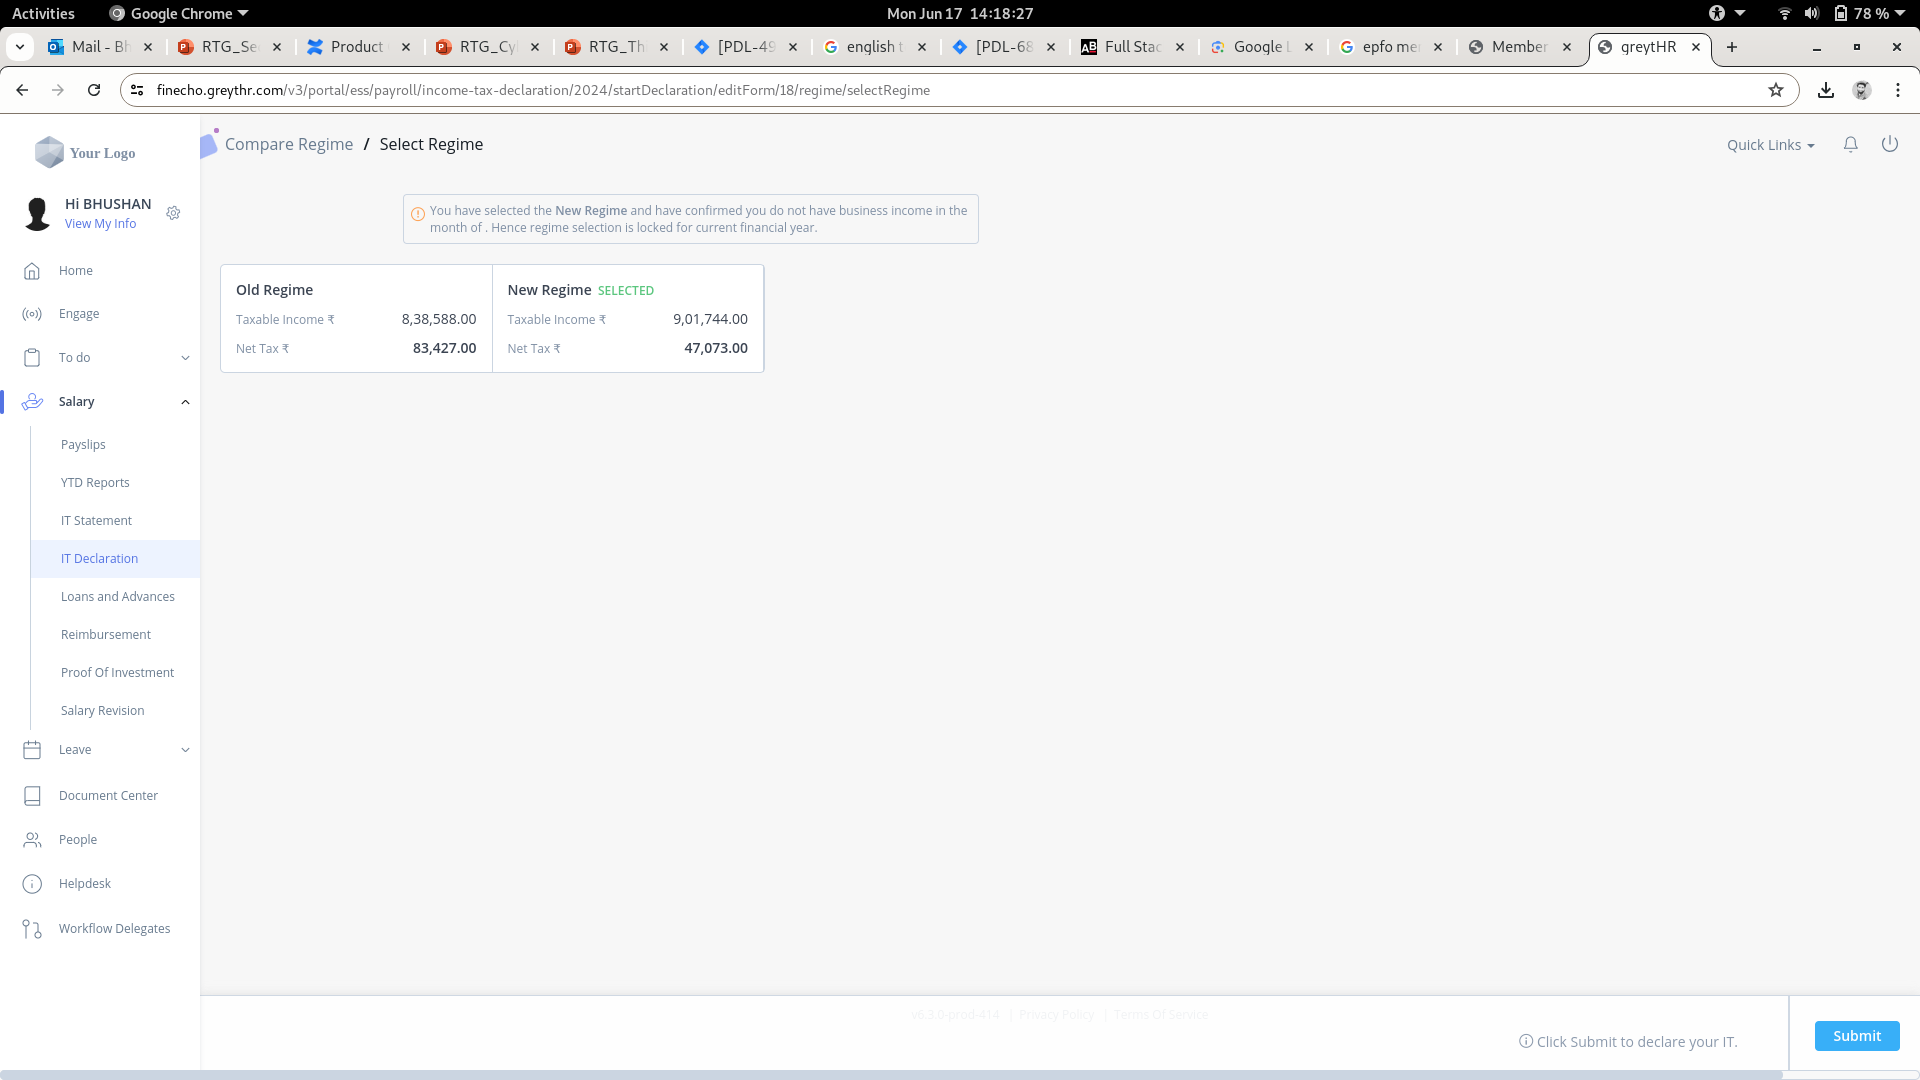 Activities
Google Chrome
Mon Jun 17 14:18:27
78 %
Mail - Bh
RTG_Se
Product
RTG_Cy
RTG_Th
[PDL-49
english t
[PDL-68
Full Stac
Google L
epfo me
Member
greytHR
finecho.greythr.com/v3/portal/ess/payroll/income-tax-declaration/2024/startDeclaration/editForm/18/regime/selectRegime
Your Logo
Compare Regime / Select Regime
Quick Links
Hi BHUSHAN
View My Info
You have selected the New Regime and have confirmed you do not have business income in the
month of . Hence regime selection is locked for current financial year.
Old Regime
Taxable Income ₹ 8,38,588.00
Net Tax ₹ 83,427.00
New Regime SELECTED
Taxable Income ₹ 9,01,744.00
Net Tax ₹ 47,073.00
Home
Engage
To do
Salary
Payslips
YTD Reports
IT Statement
IT Declaration
Loans and Advances
Reimbursement
Proof Of Investment
Salary Revision
Leave
Document Center
People
Helpdesk
Workflow Delegates
v6.3.0-prod-414 | Privacy Policy | Terms Of Service
Click Submit to declare your IT.
Submit